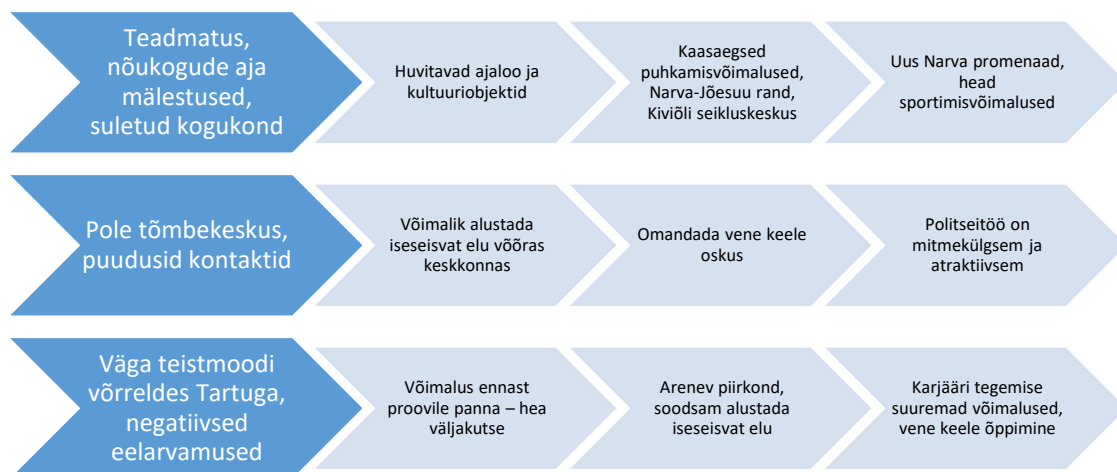 Teadmatus,
nõukogude aja
mälestused,
suletud kogukond
Huvitavad ajaloo ja
kultuuriobjektid
Kaasaegsed
puhkamisvõimalused,
Narva-Jõesuu rand,
Kiviõli seikluskeskus
Uus Narva promenaad,
head
sportimisvõimalused
Pole tõmbekeskus,
puudusid kontaktid
Võimalik alustada
iseseisvat elu võõras
keskkonnas
Omandada vene keele
oskus
Politseitöö on
mitmekülgsem ja
atraktiivsem
Väga teistmoodi
võrreldes Tartuga,
negatiivsed
eelarvamused
Võimalus ennast
proovile panna – hea
väljakutse
Arenev piirkond,
soodsam alustada
iseseisvat elu
Karjääri tegemise
suuremad võimalused,
vene keele õppimine